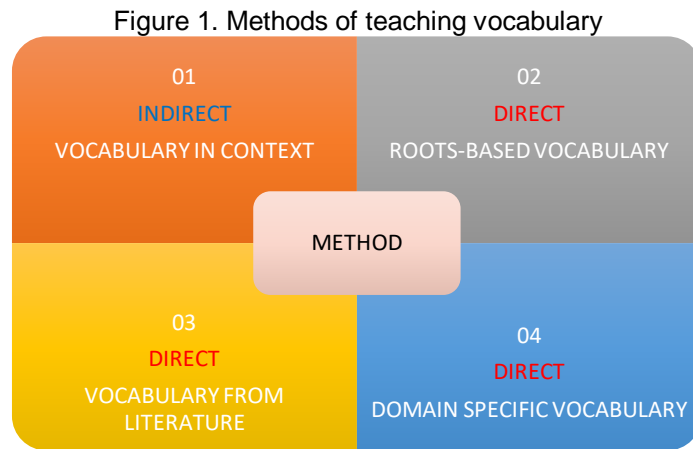 Figure 1. Methods of teaching vocabulary
01
INDIRECT
VOCABULARY IN CONTEXT
02
DIRECT
ROOTS-BASED VOCABULARY
METHOD
03
DIRECT
VOCABULARY FROM
LITERATURE
04
DIRECT
DOMAIN SPECIFIC VOCABULARY